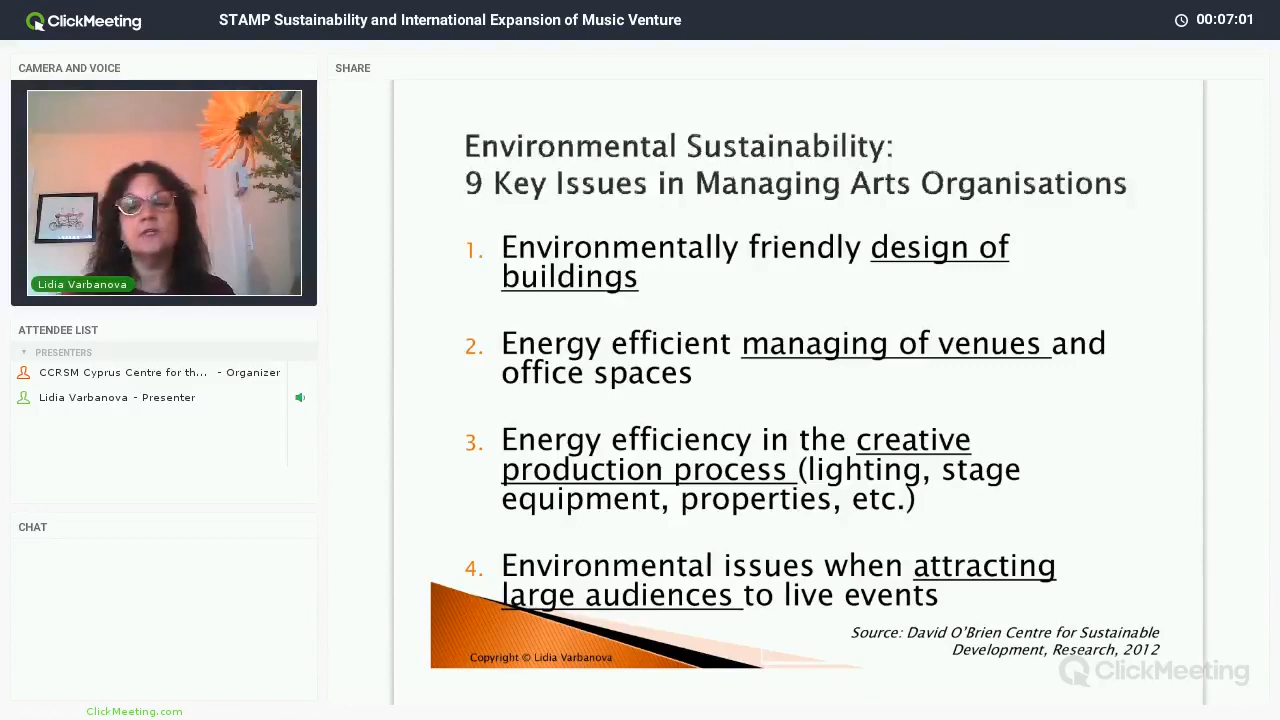 ClickMeeting
STAMP Sustainability and International Expansion of Music Venture
00:07:01
CAMERA AND VOICE
Lidia Varbanova
ATTENDEE LIST
PRESENTERS
CCRSM Cyprus Centre for th... - Organizer
Lidia Varbanova - Presenter
CHAT
ClickMeeting.com
SHARE
Environmental Sustainability:
9 Key Issues in Managing Arts Organisations
1. Environmentally friendly design of
buildings
2. Energy efficient managing of venues and
office spaces
3. Energy efficiency in the creative
production process (lighting, stage
equipment, properties, etc.)
4. Environmental issues when attracting
large audiences to live events
Source: David O'Brien Centre for Sustainable
Development, Research, 2012
Copyright © Lidia Varbanova
ClickMeeting